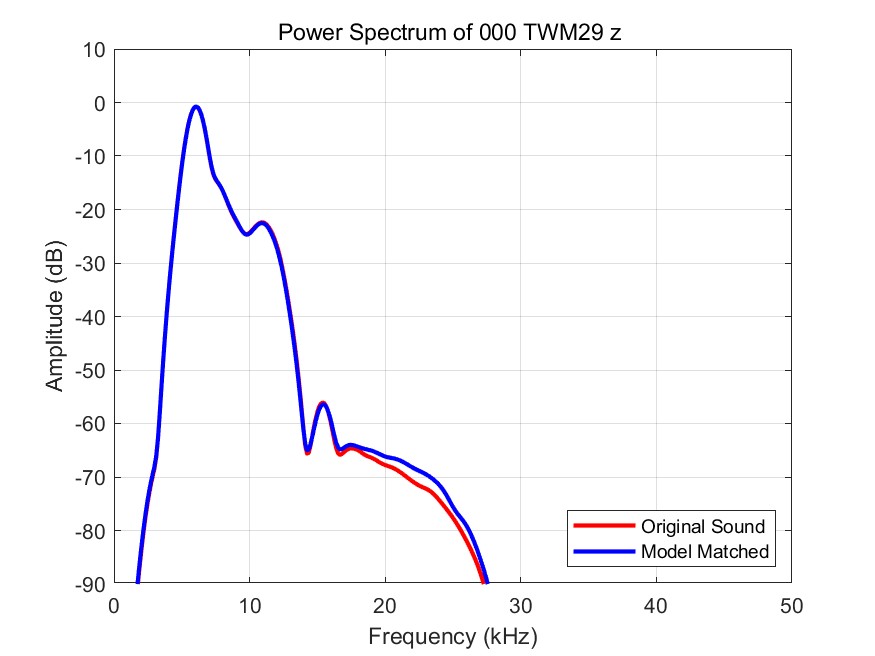 Power Spectrum of 000 TWM29 z
10
0
-10
-20
-30
-40
-50
-60
-70
-80
-90
Amplitude (dB)
Original Sound
Model Matched
0 10 20 30 40 50
Frequency (kHz)